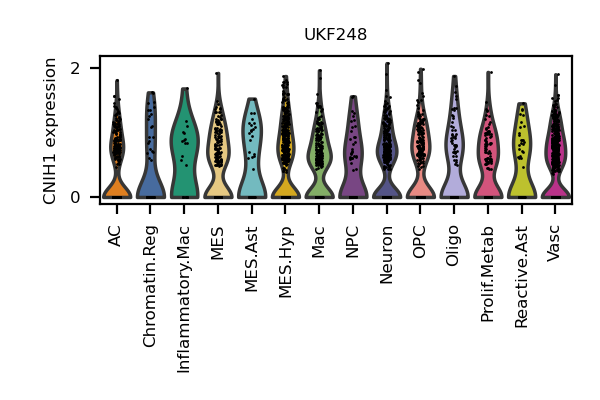 UKF248
CNIH1 expression
2
0
AC
Chromatin.Reg
Inflammatory.Mac
MES
MES.Ast
MES.Hyp
Mac
NPC
Neuron
OPC
Oligo
Prolif.Metab
Reactive.Ast
Vasc